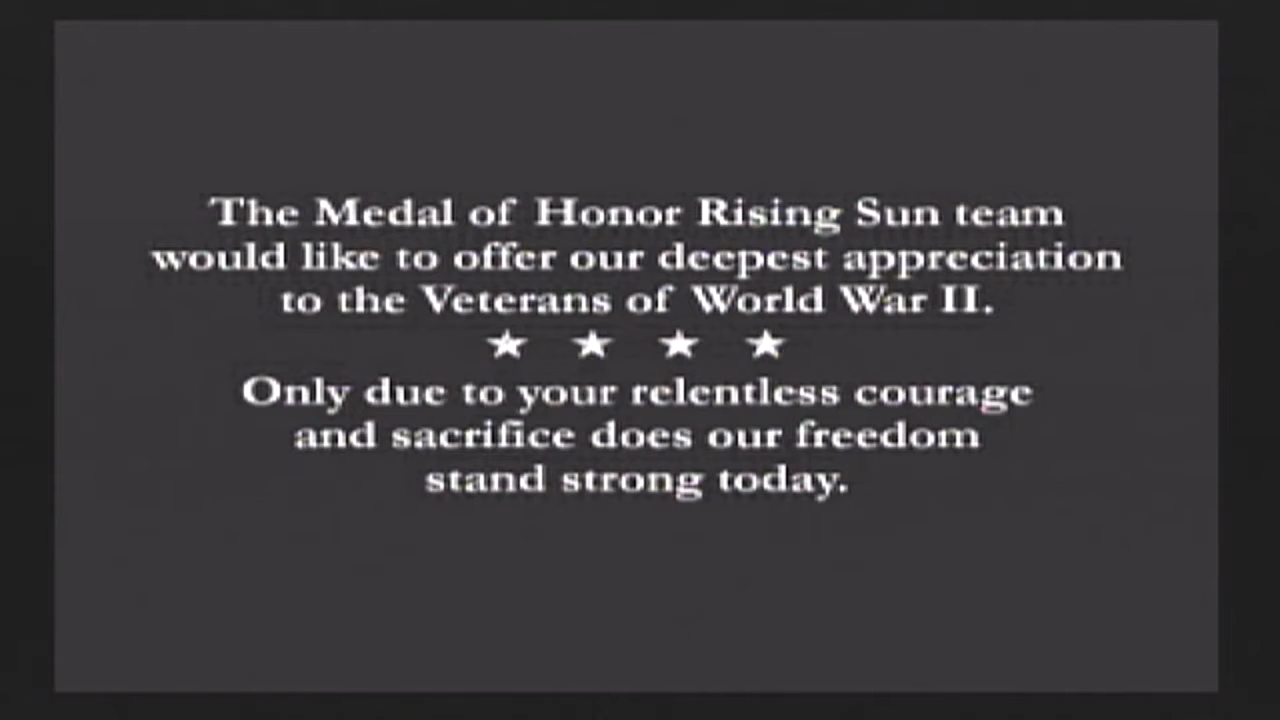 The Medal of Honor Rising Sun team
would like to offer our deepest appreciation
to the Veterans of World War II.
★ ★ ★ ★
Only due to your relentless courage
and sacrifice does our freedom
stand strong today.